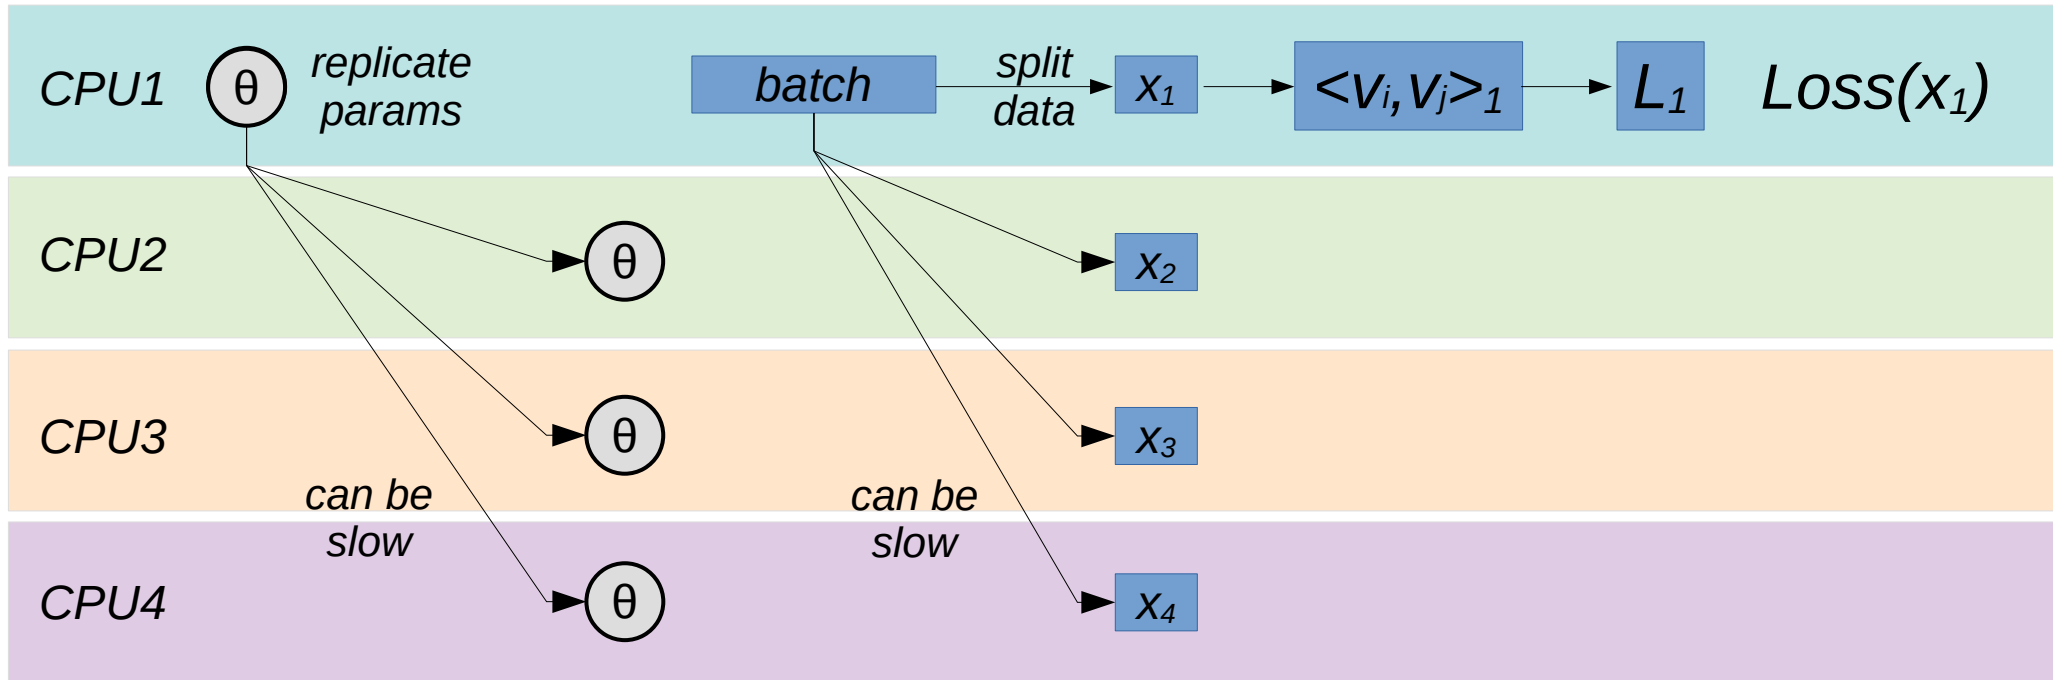 CPU1 θ replicate params batch split data x₁ <vᵢ,vⱼ>₁ L₁ Loss(x₁)
CPU2 θ x₂
CPU3 θ x₃
can be slow can be slow
CPU4 θ x₄